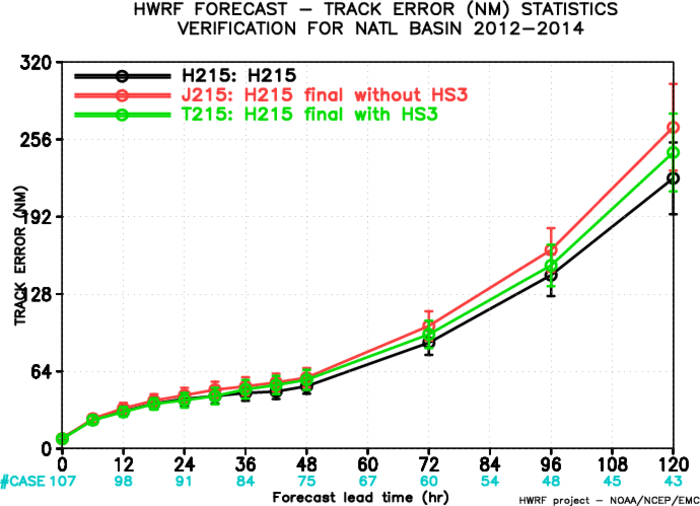 HWRF FORECAST – TRACK ERROR (NM) STATISTICS
VERIFICATION FOR NATL BASIN 2012–2014
H215: H215
J215: H215 final without HS3
T215: H215 final with HS3
TRACK ERROR (NM)
320
256
192
128
64
0
0 12 24 36 48 60 72 84 96 108 120
#CASE 107 98 91 84 75 67 60 54 48 45 43
Forecast lead time (hr)
HWRF project – NOAA/NCEP/EMC